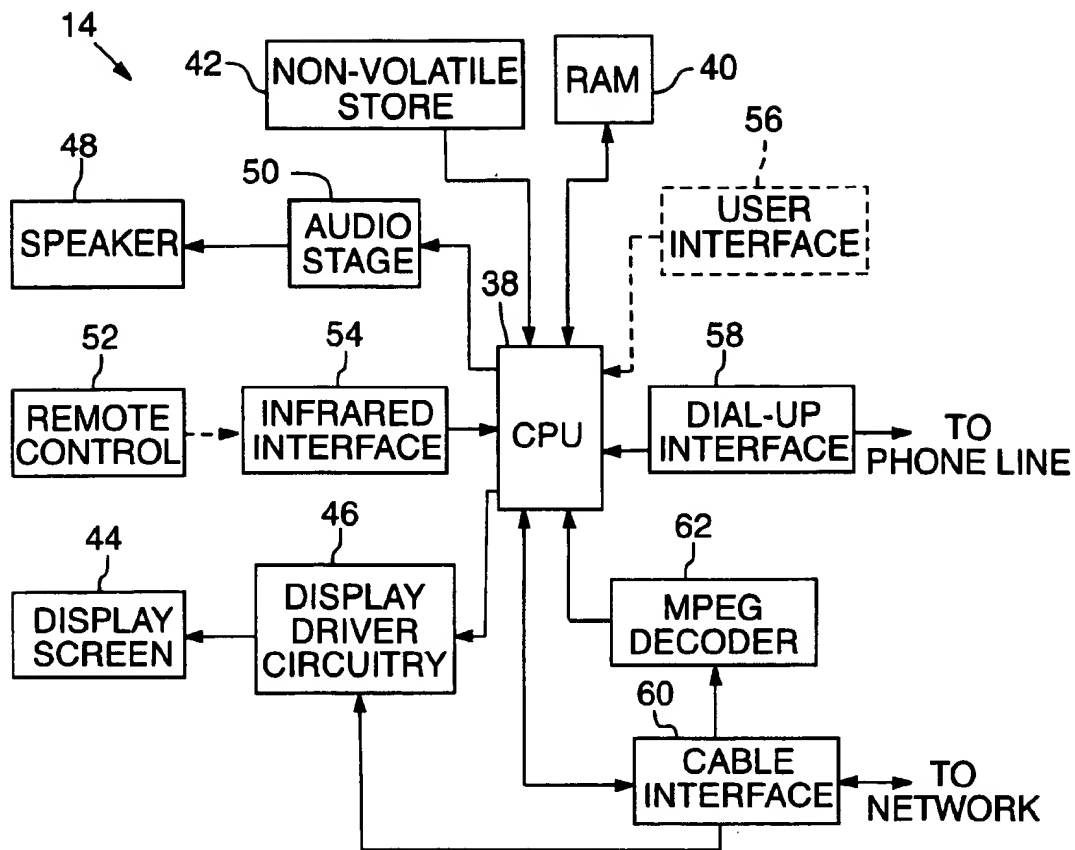 14
42
NON-VOLATILE
STORE
RAM
40
48
SPEAKER
50
AUDIO
STAGE
56
USER
INTERFACE
38
CPU
52
REMOTE
CONTROL
54
INFRARED
INTERFACE
58
DIAL-UP
INTERFACE
TO
PHONE LINE
44
DISPLAY
SCREEN
46
DISPLAY
DRIVER
CIRCUITRY
62
MPEG
DECODER
60
CABLE
INTERFACE
TO
NETWORK